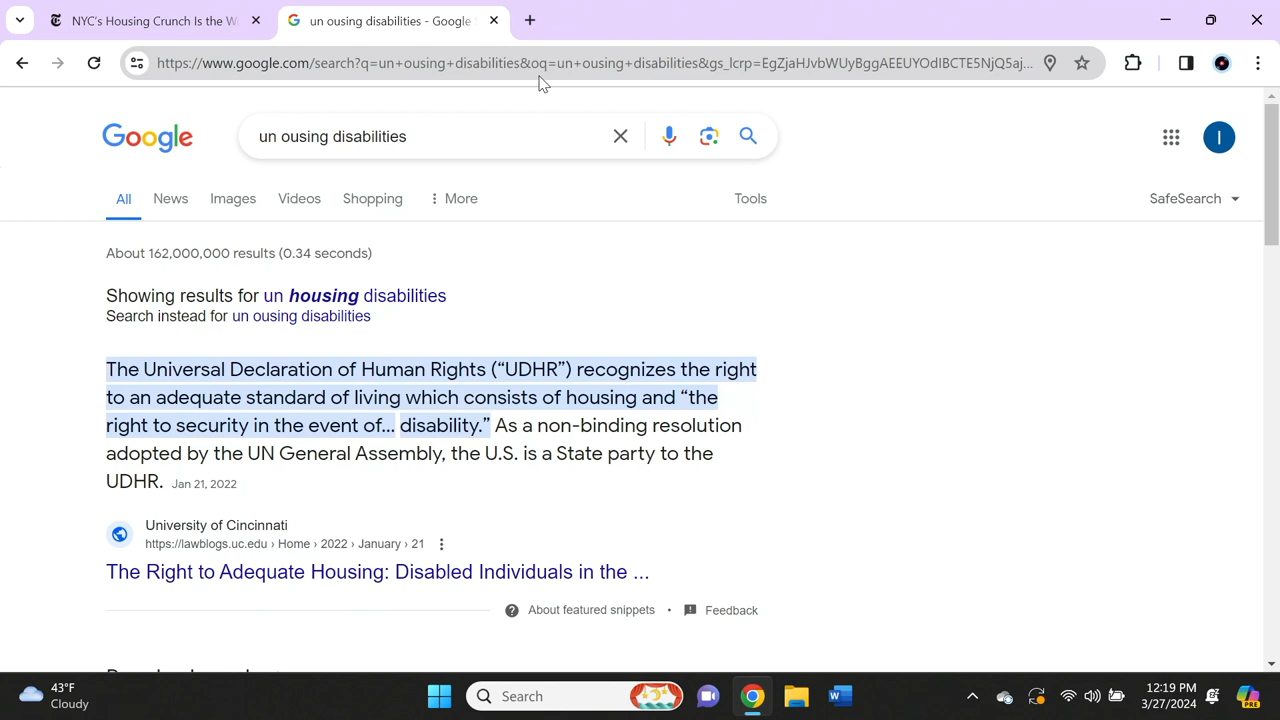 NYC's Housing Crunch Is the W
un ousing disabilities - Google S
https://www.google.com/search?q=un+ousing+disabilities&oq=un+ousing+disabilities&gs_lcrp=EgZjaHJvbWUyBggAEEUYOdIBCTE5NjQ5aj...
Google
un ousing disabilities
I
All
News
Images
Videos
Shopping
More
Tools
SafeSearch
About 162,000,000 results (0.34 seconds)
Showing results for un housing disabilities
Search instead for un ousing disabilities
The Universal Declaration of Human Rights (“UDHR”) recognizes the right
to an adequate standard of living which consists of housing and “the
right to security in the event of... disability.” As a non-binding resolution
adopted by the UN General Assembly, the U.S. is a State party to the
UDHR. Jan 21, 2022
University of Cincinnati
https://lawblogs.uc.edu › Home › 2022 › January › 21
The Right to Adequate Housing: Disabled Individuals in the ...
About featured snippets • Feedback
43°F
Cloudy
Search
12:19 PM
3/27/2024
PRE